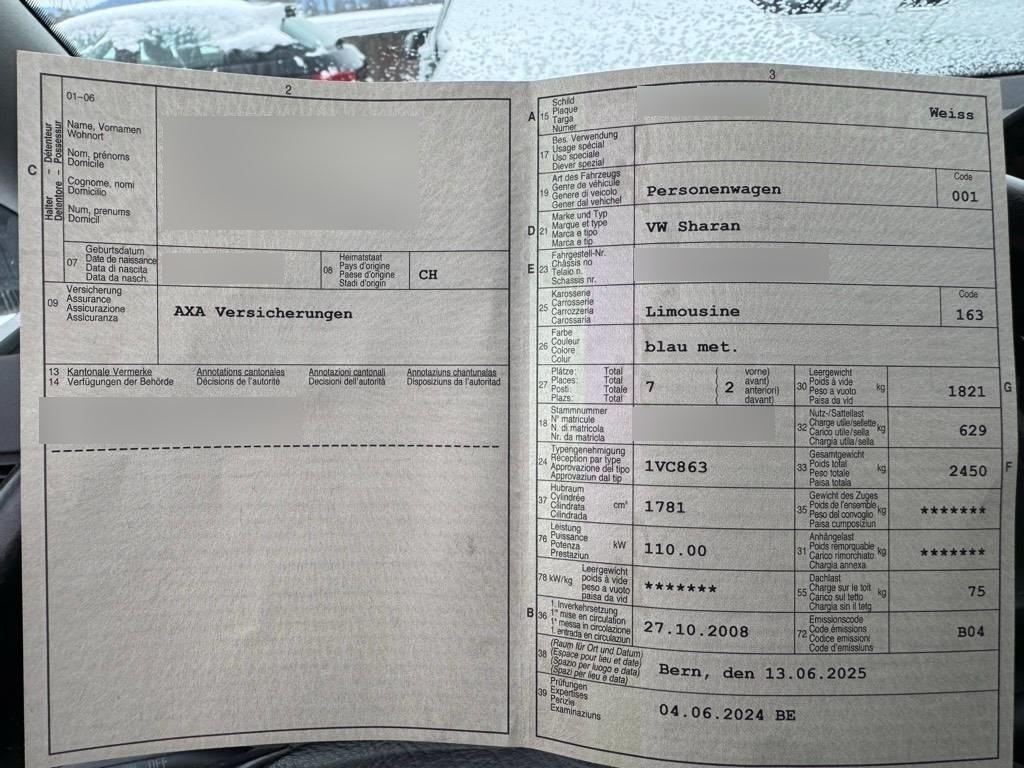 2
01-06
Halter – Détenteur
Detentore – Possessur
C
Name, Vornamen
Wohnort
Nom, prénoms
Domicile
Cognome, nomi
Domicilio
Num, prenums
Domicil
07
Geburtsdatum
Date de naissance
Data di nascita
Data da nasch.
08
Heimatstaat
Pays d'origine
Paese d'origine
Stadi d'origin
CH
09
Versicherung
Assurance
Assicurazione
Assicuranza
AXA Versicherungen
13 Kantonale Vermerke Annotations cantonales Annotazioni cantonali Annotaziuns chantunalas
14 Verfügungen der Behörde Décisions de l'autorité Decisioni dell'autorità Disposiziuns da l'autoritad
3
A 15
Schild
Plaque
Targa
Numer
Weiss
17
Bes. Verwendung
Usage spécial
Uso speciale
Diever spezial
19
Art des Fahrzeugs
Genre de véhicule
Genere di veicolo
Gener dal vehichel
Personenwagen
Code
001
D 21
Marke und Typ
Marque et type
Marca e tipo
Marca e tip
VW Sharan
E 23
Fahrgestell-Nr.
Châssis no
Telaio n.
Schassis nr.
25
Karosserie
Carrosserie
Carrozzeria
Carossaria
Limousine
Code
163
26
Farbe
Couleur
Colore
Colur
blau met.
27
Plätze: Total
Places: Total
Posti: Totale
Plazs: Total
7
2
vorne)
avant)
anteriori)
davant)
30
Leergewicht
Poids à vide
Peso a vuoto
Paisa da vid
kg
1821
G
18
Stammnummer
N° matricule
N. di matricola
Nr. da matricla
32
Nutz-/Sattellast
Charge utile/sellette
Carico utile/sella
Chargia utila/sella
kg
629
24
Typengenehmigung
Réception par type
Approvazione del tipo
Approvaziun dal tip
1VC863
33
Gesamtgewicht
Poids total
Peso totale
Paisa totala
kg
2450
F
37
Hubraum
Cylindrée
Cilindrata
Cilindrada
cm³
1781
35
Gewicht des Zuges
Poids de l'ensemble
Peso del convoglio
Paisa cumposiziun
kg
*******
76
Leistung
Puissance
Potenza
Prestaziun
kW
110.00
31
Anhängelast
Poids remorquable
Carico rimorchiato
Chargia annexa
kg
*******
78 kW/kg
Leergewicht
poids à vide
peso a vuoto
paisa da vid
*******
55
Dachlast
Charge sur le toit
Carico sul tetto
Chargia sin il tetg
kg
75
B 36
1. Inverkehrsetzung
1re mise en circulation
1a messa in circolazione
1. entrada en circulaziun
27.10.2008
72
Emissionscode
Code émissions
Codice emissioni
Code d'emissiuns
B04
38
(Raum für Ort und Datum)
(Espace pour lieu et date)
(Spazio per luogo e data)
(Spazi per lieu e data)
Bern, den 13.06.2025
39
Prüfungen
Expertises
Perizie
Examinaziuns
04.06.2024 BE
OFF